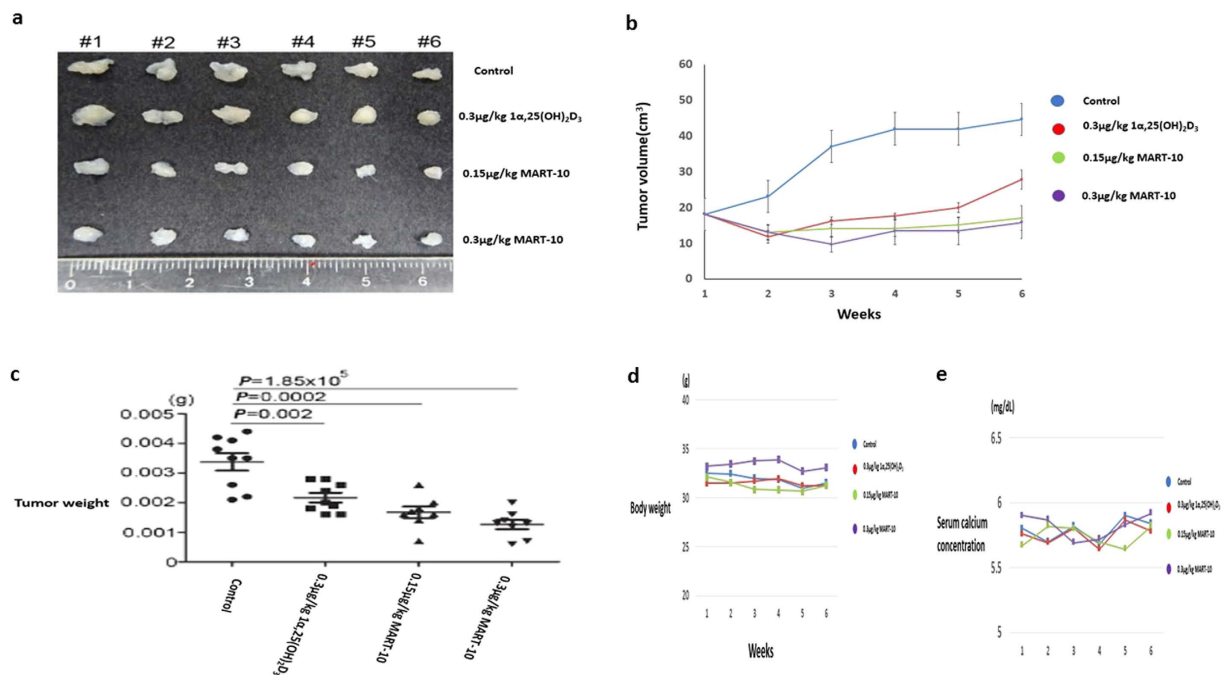 a
#1 #2 #3 #4 #5 #6
Control
0.3µg/kg 1α,25(OH)₂D₃
0.15µg/kg MART-10
0.3µg/kg MART-10
0 1 2 3 4 5 6
b
Tumor volume(cm³)
60
50
40
30
20
10
0
1 2 3 4 5 6
Weeks
Control
0.3µg/kg 1α,25(OH)₂D₃
0.15µg/kg MART-10
0.3µg/kg MART-10
c
P=1.85x10⁵
P=0.0002
P=0.002
(g)
0.005
0.004
0.003
0.002
0.001
0
Tumor weight
Control
0.3µg/kg 1α,25(OH)₂D₃
0.15µg/kg MART-10
0.3µg/kg MART-10
d
(g)
40
35
30
25
20
Body weight
1 2 3 4 5 6
Weeks
Control
0.3µg/kg 1α,25(OH)₂D₃
0.15µg/kg MART-10
0.3µg/kg MART-10
e
(mg/dL)
6.5
6
5.5
5
Serum calcium
concentration
1 2 3 4 5 6
Control
0.3µg/kg 1α,25(OH)₂D₃
0.15µg/kg MART-10
0.3µg/kg MART-10